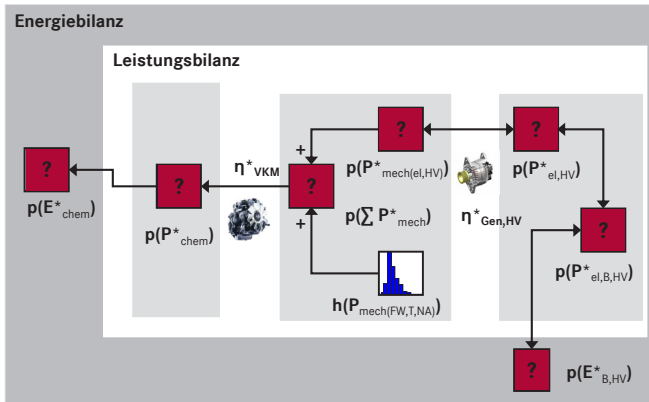 Energiebilanz
Leistungsbilanz
?
p(E*chem)
?
p(P*chem)
η*VKM
+
?
+
p(∑ P*mech)
?
p(P*mech(el,HV))
h(Pmech(FW,T,NA))
η*Gen,HV
?
p(P*el,HV)
?
p(P*el,B,HV)
?
p(E*B,HV)